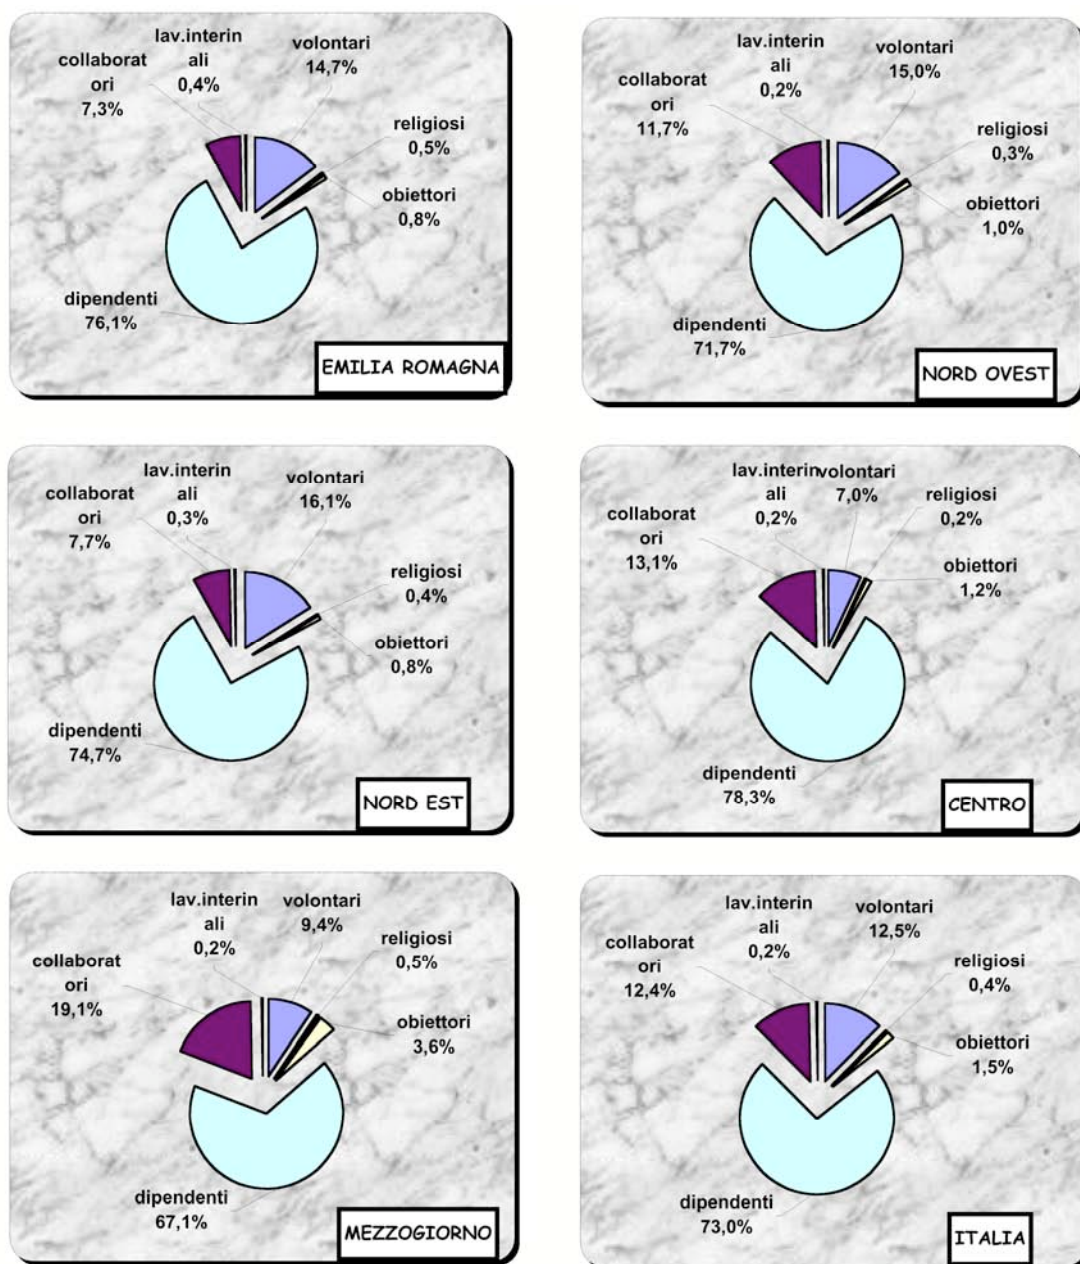 lav.interin
ali
0,4%
volontari
14,7%
collaborat
ori
7,3%
religiosi
0,5%
obiettori
0,8%
dipendenti
76,1%
EMILIA ROMAGNA
lav.interin
ali
0,2%
volontari
15,0%
collaborat
ori
11,7%
religiosi
0,3%
obiettori
1,0%
dipendenti
71,7%
NORD OVEST
lav.interin
ali
0,3%
volontari
16,1%
collaborat
ori
7,7%
religiosi
0,4%
obiettori
0,8%
dipendenti
74,7%
NORD EST
lav.interin
ali
0,2%
volontari
7,0%
religiosi
0,2%
collaborat
ori
13,1%
obiettori
1,2%
dipendenti
78,3%
CENTRO
lav.interin
ali
0,2%
volontari
9,4%
religiosi
0,5%
collaborat
ori
19,1%
obiettori
3,6%
dipendenti
67,1%
MEZZOGIORNO
lav.interin
ali
0,2%
volontari
12,5%
collaborat
ori
12,4%
religiosi
0,4%
obiettori
1,5%
dipendenti
73,0%
ITALIA